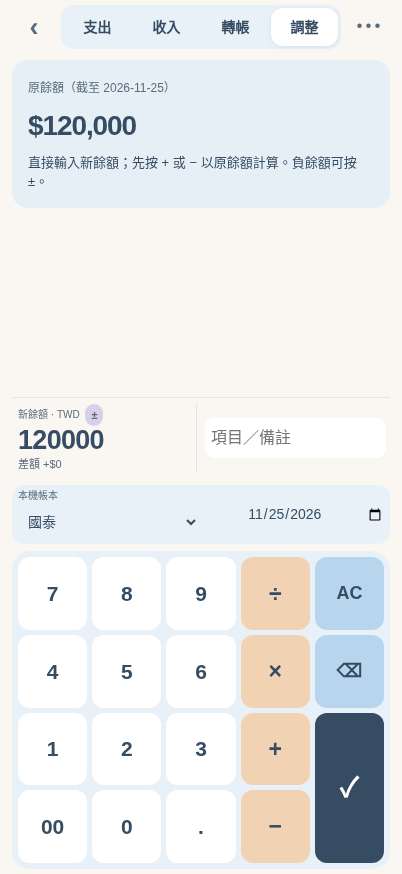 ‹ 支出 收入 轉帳 調整 •••
原餘額（截至 2026-11-25）
$120,000
直接輸入新餘額；先按 + 或 − 以原餘額計算。負餘額可按
±。
新餘額 · TWD ±
120000
差額 +$0
項目／備註
本機帳本
國泰 11/25/2026
7 8 9 ÷ AC
4 5 6 × ⌫
1 2 3 + ✓
00 0 . −